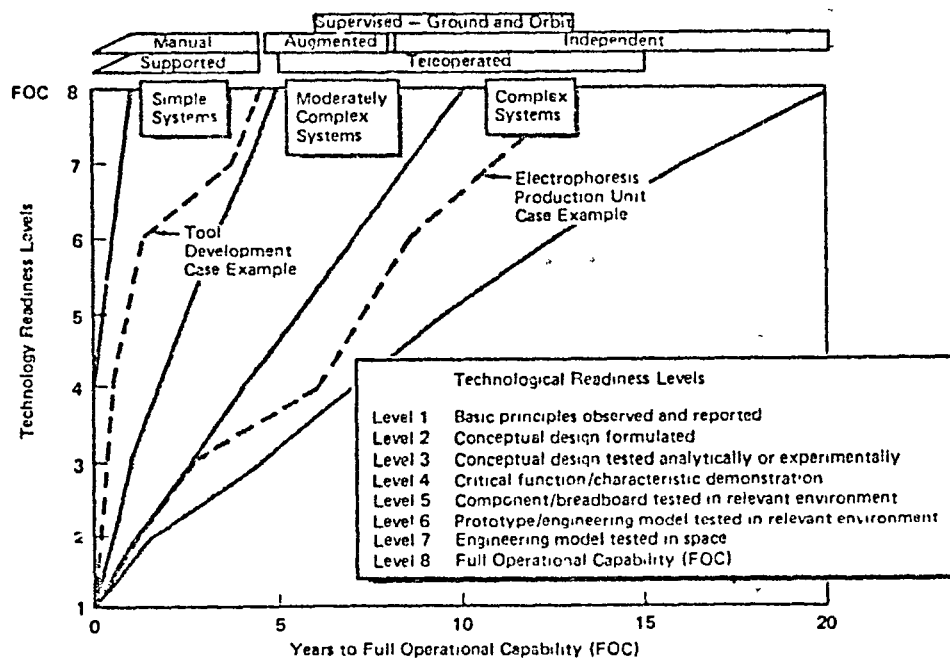 Supervised — Ground and Orbit
Manual
Augmented
Independent
Supported
Teleoperated
FOC 8
7
6
5
4
3
2
1
Technology Readiness Levels
Simple
Systems
Moderately
Complex
Systems
Complex
Systems
Tool
Development
Case Example
Electrophoresis
Production Unit
Case Example
Technological Readiness Levels
Level 1 Basic principles observed and reported
Level 2 Conceptual design formulated
Level 3 Conceptual design tested analytically or experimentally
Level 4 Critical function/characteristic demonstration
Level 5 Component/breadboard tested in relevant environment
Level 6 Prototype/engineering model tested in relevant environment
Level 7 Engineering model tested in space
Level 8 Full Operational Capability (FOC)
0 5 10 15 20
Years to Full Operational Capability (FOC)